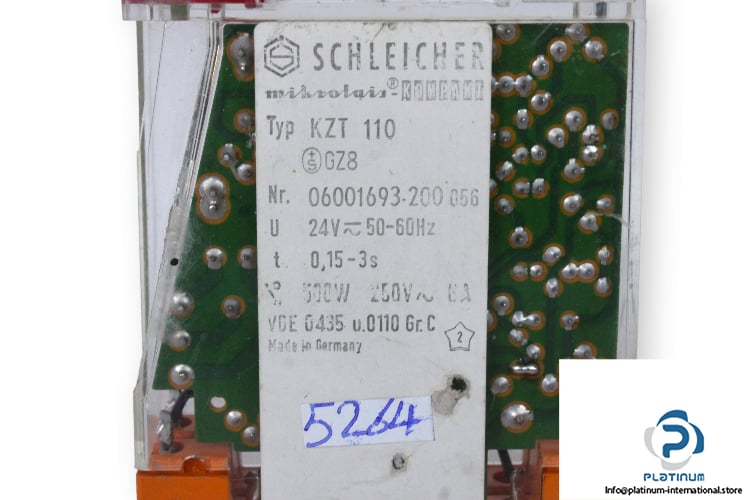 SCHLEICHER
mikrolais®-KOMPAKT
Typ KZT 110
GZ8
Nr. 06001693-200 056
U 24V≂50-60Hz
t. 0,15-3s
500W/ 250V~ 6A
VDE 0435 u.0110 Gr.C
2
Made in Germany
5264
PLATINUM
Info@platinum-international.store